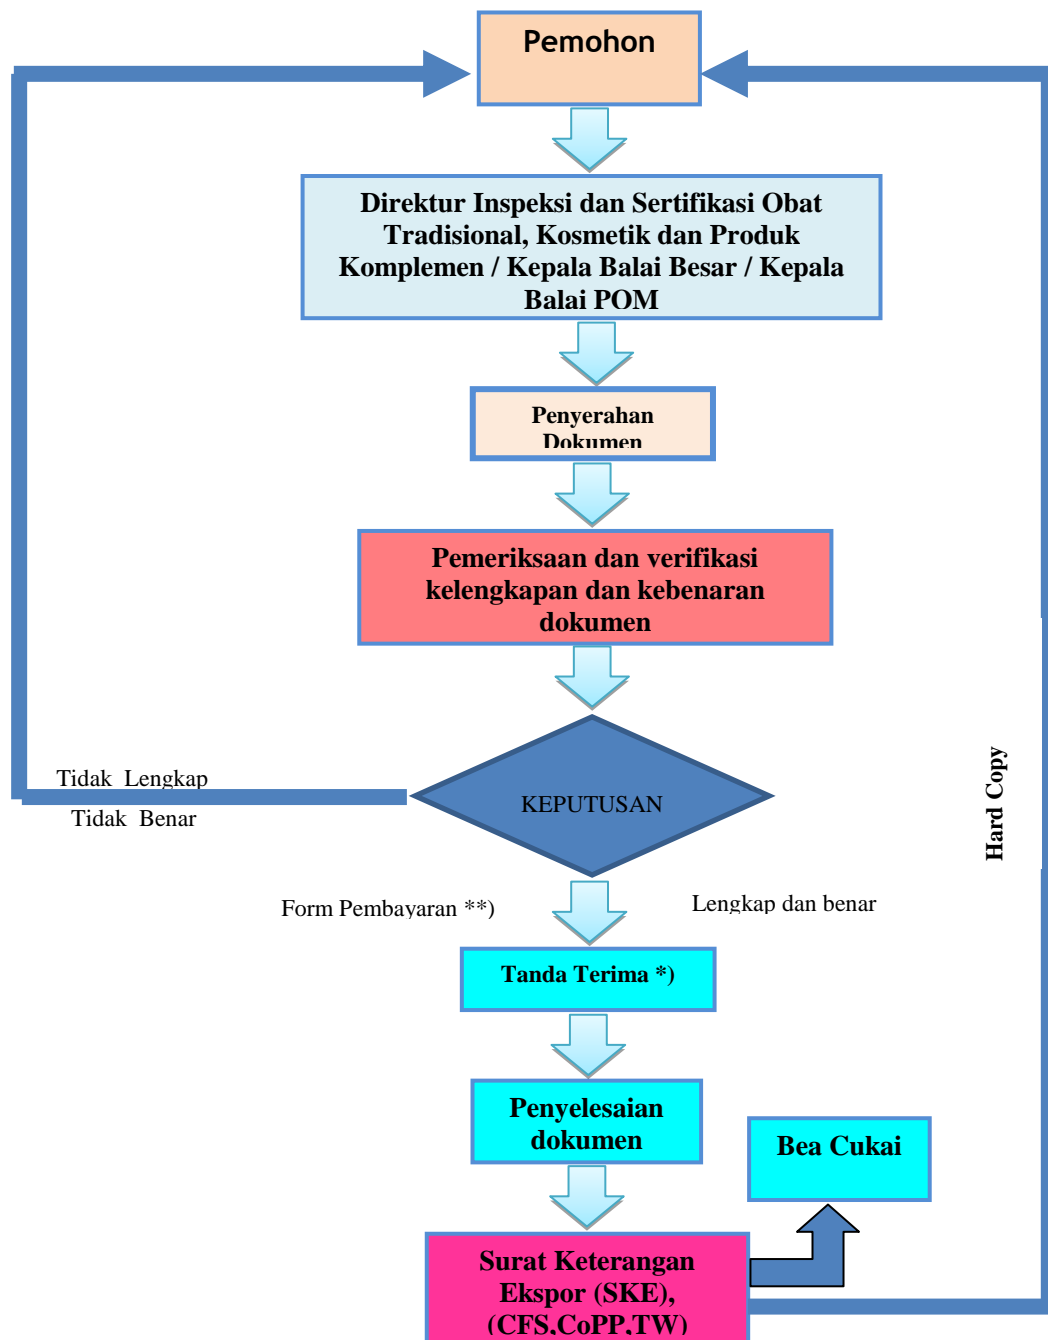 Pemohon
Direktur Inspeksi dan Sertifikasi Obat
Tradisional, Kosmetik dan Produk
Komplemen / Kepala Balai Besar / Kepala
Balai POM
Penyerahan
Dokumen
Pemeriksaan dan verifikasi
kelengkapan dan kebenaran
dokumen
Tidak Lengkap
Tidak Benar
KEPUTUSAN
Hard Copy
Form Pembayaran **)
Lengkap dan benar
Tanda Terima *)
Penyelesaian
dokumen
Bea Cukai
Surat Keterangan
Ekspor (SKE),
(CFS,CoPP,TW)